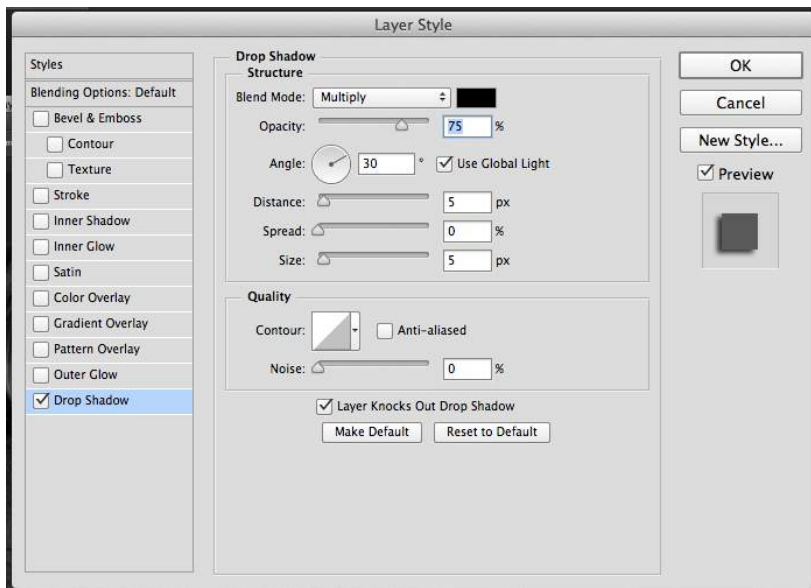 Layer Style
Styles
Blending Options: Default
Bevel & Emboss
Contour
Texture
Stroke
Inner Shadow
Inner Glow
Satin
Color Overlay
Gradient Overlay
Pattern Overlay
Outer Glow
Drop Shadow
Drop Shadow
Structure
Blend Mode: Multiply
Opacity: 75 %
Angle: 30 ° Use Global Light
Distance: 5 px
Spread: 0 %
Size: 5 px
Quality
Contour: Anti-aliased
Noise: 0 %
Layer Knocks Out Drop Shadow
Make Default Reset to Default
OK
Cancel
New Style...
Preview